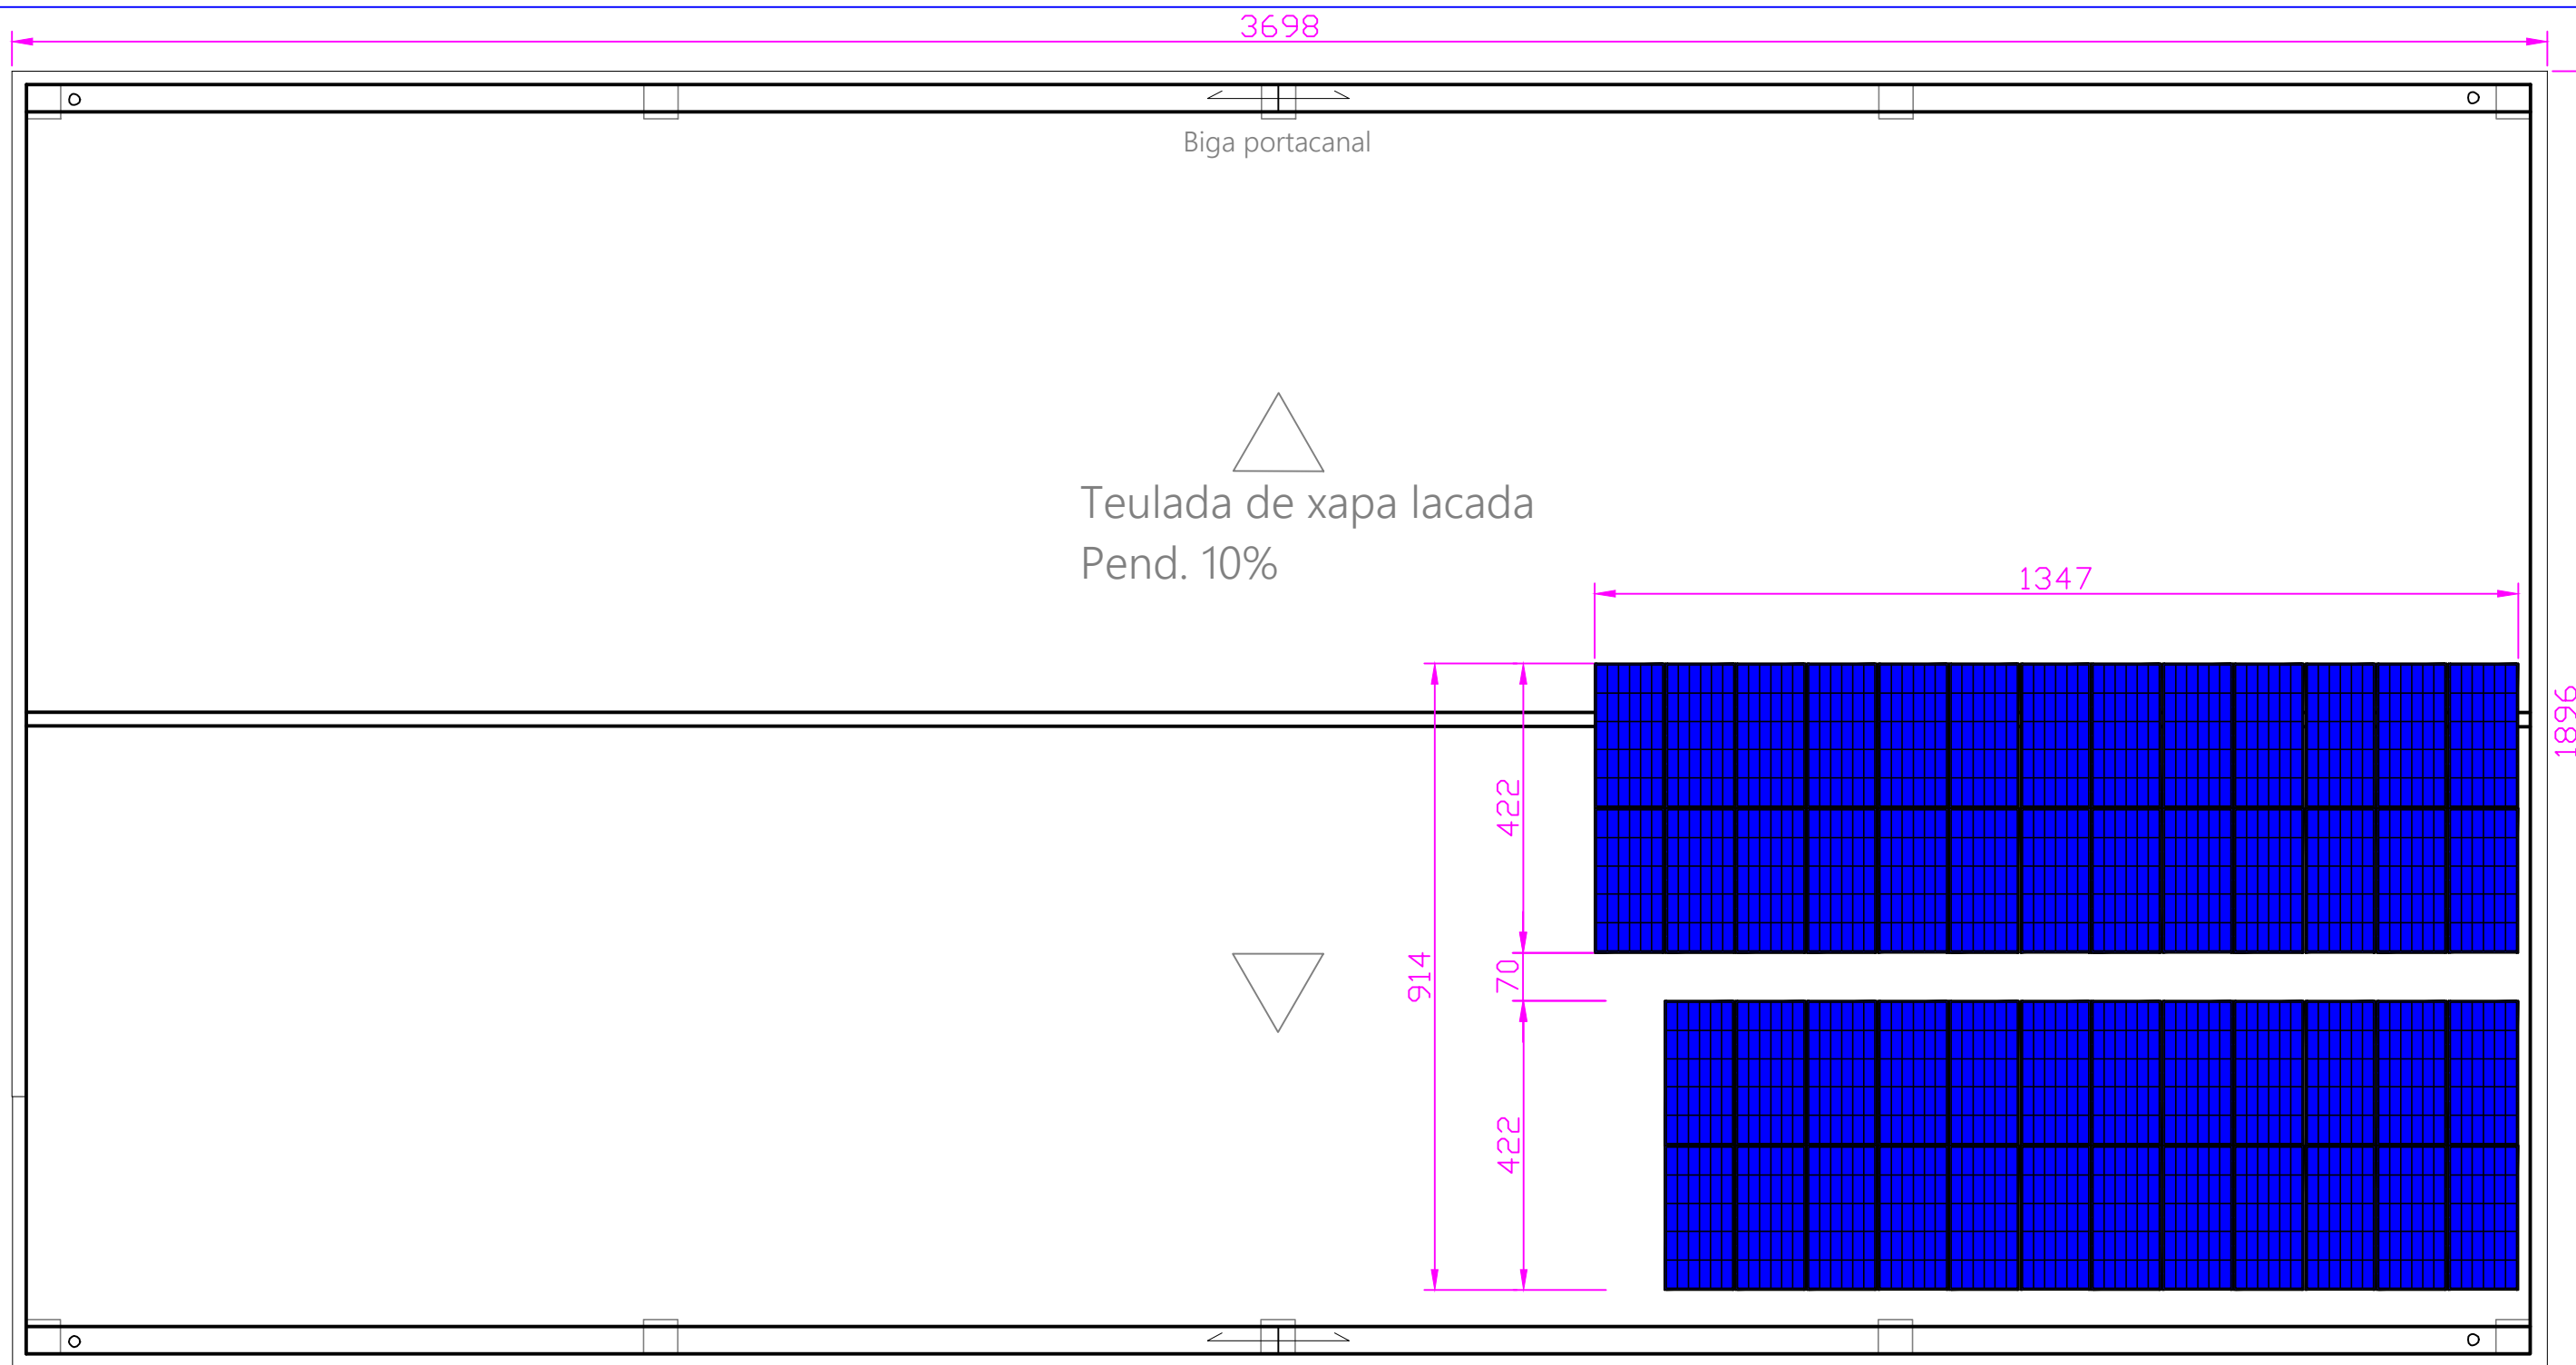 3698
Biga portacanal
Teulada de xapa lacada
Pend. 10%
1347
1896
422
914
70
422